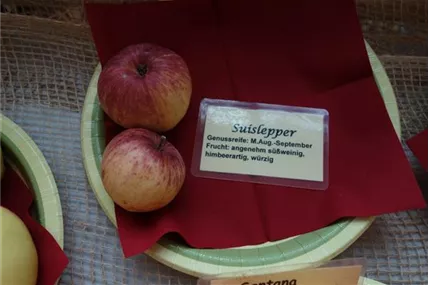 Suislepper
Genussreife: M.Aug.-September
Frucht: angenehm süßweinig,
himbeerartig, würzig